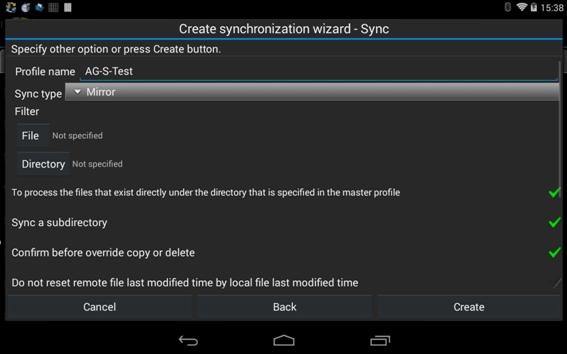 15:38
Create synchronization wizard - Sync
Specify other option or press Create button.
Profile name AG-S-Test
Sync type Mirror
Filter
File Not specified
Directory Not specified
To process the files that exist directly under the directory that is specified in the master profile
Sync a subdirectory
Confirm before override copy or delete
Do not reset remote file last modified time by local file last modified time
Cancel Back Create